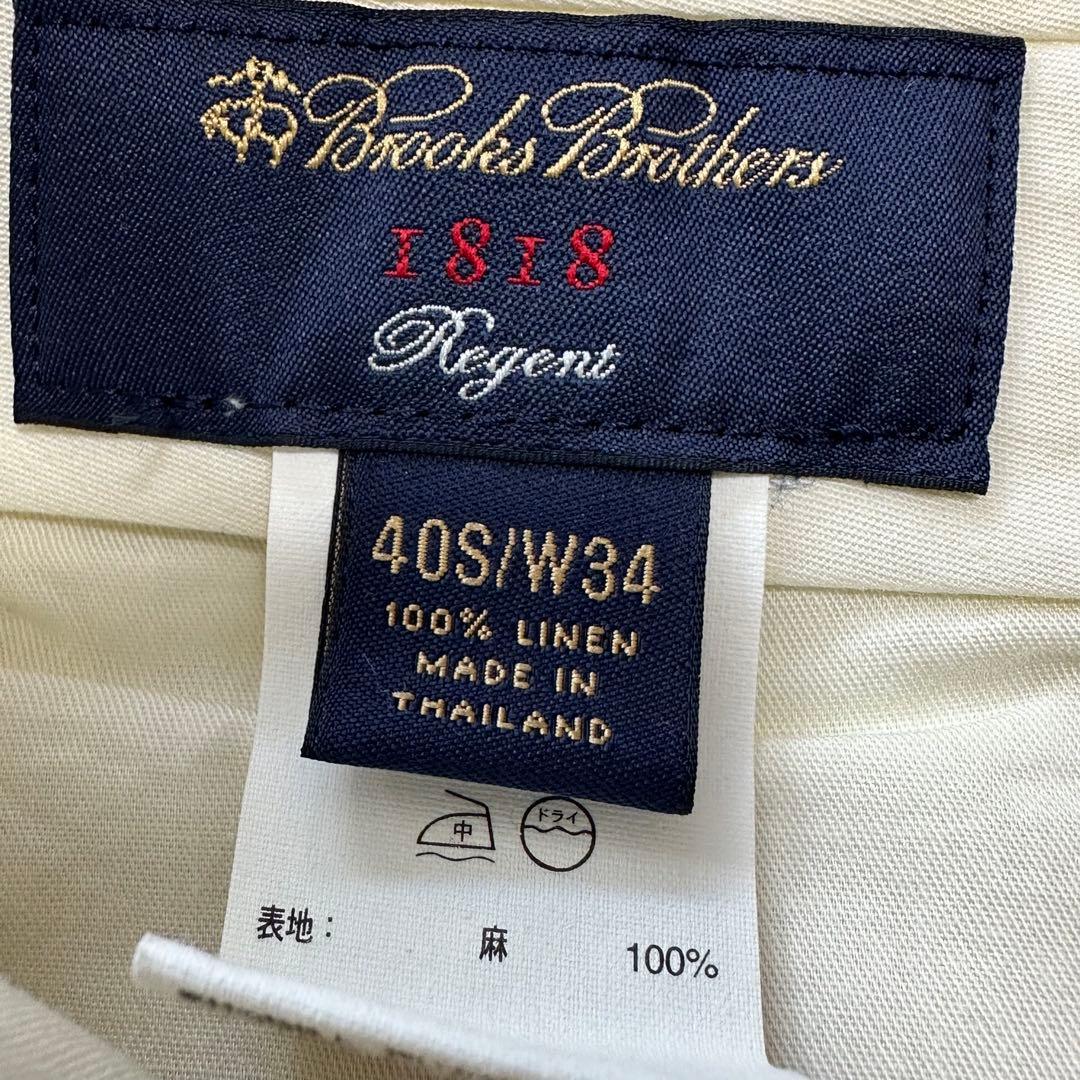 Brooks Brothers
1818
Regent
40S/W34
100% LINEN
MADE IN
THAILAND
中 ドライ
表地： 麻 100%